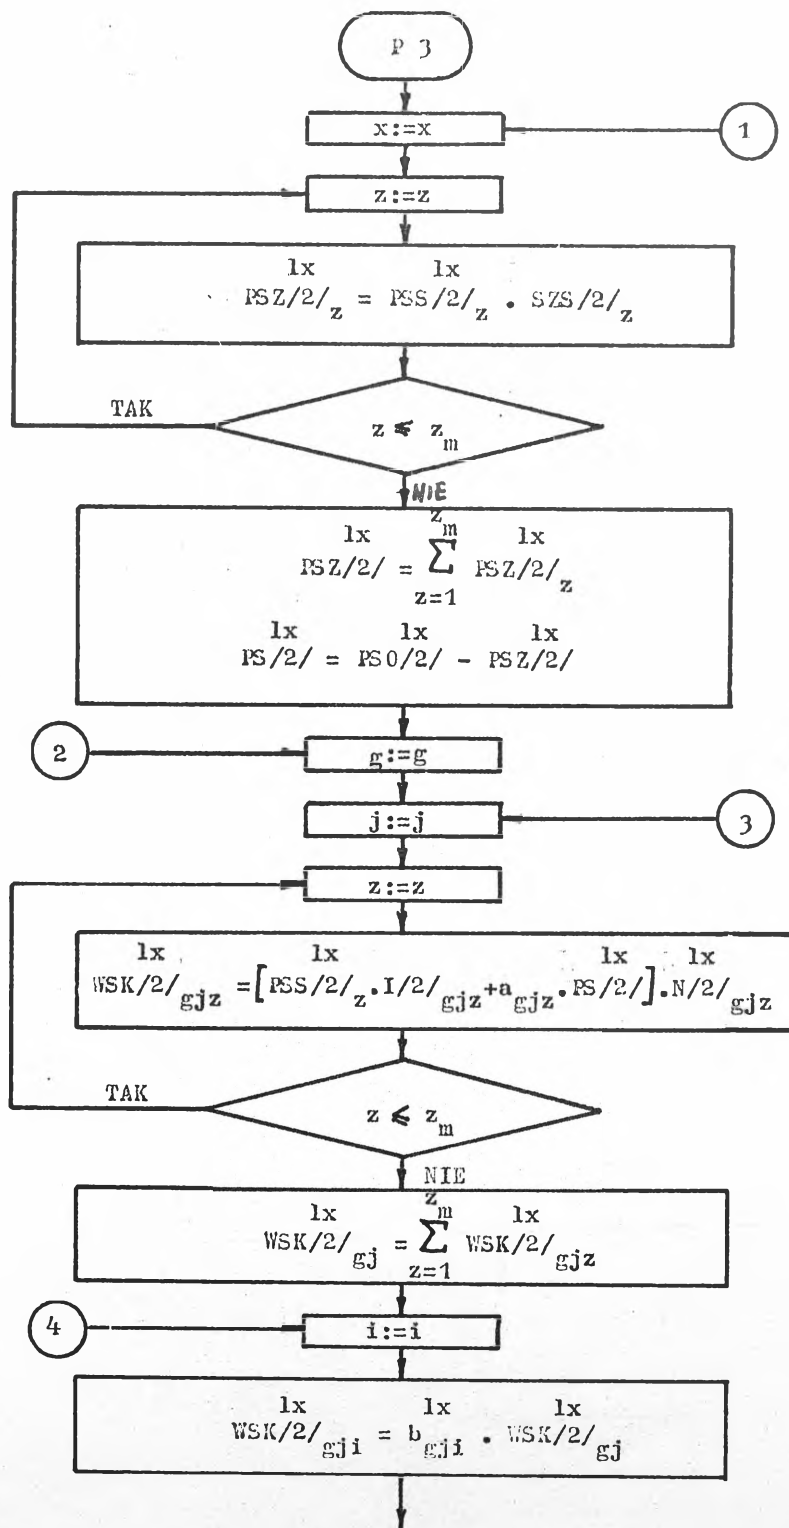 P 3
x:=x
1
z:=z
lx lx
PSZ/2/z = PSS/2/z . SZS/2/z
TAK
z ⩽ zm
NIE
lx zm lx
PSZ/2/ = Σ PSZ/2/z
z=1
lx lx lx
PS/2/ = PSO/2/ - PSZ/2/
2
g:=g
j:=j
3
z:=z
lx lx lx lx
WSK/2/gjz =[PSS/2/z.I/2/gjz+agjz.PS/2/].N/2/gjz
TAK
z ⩽ zm
NIE
lx zm lx
WSK/2/gj = Σ WSK/2/gjz
z=1
4
i:=i
lx lx lx
WSK/2/gji = bgji . WSK/2/gj